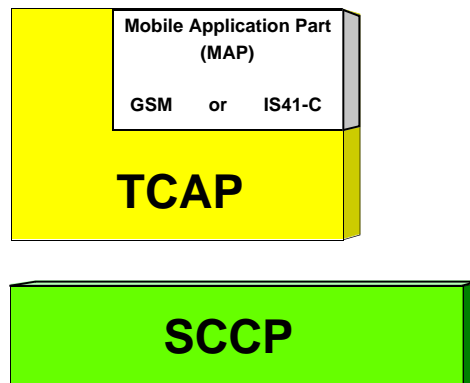 Mobile Application Part
(MAP)
GSM or IS41-C
TCAP
SCCP